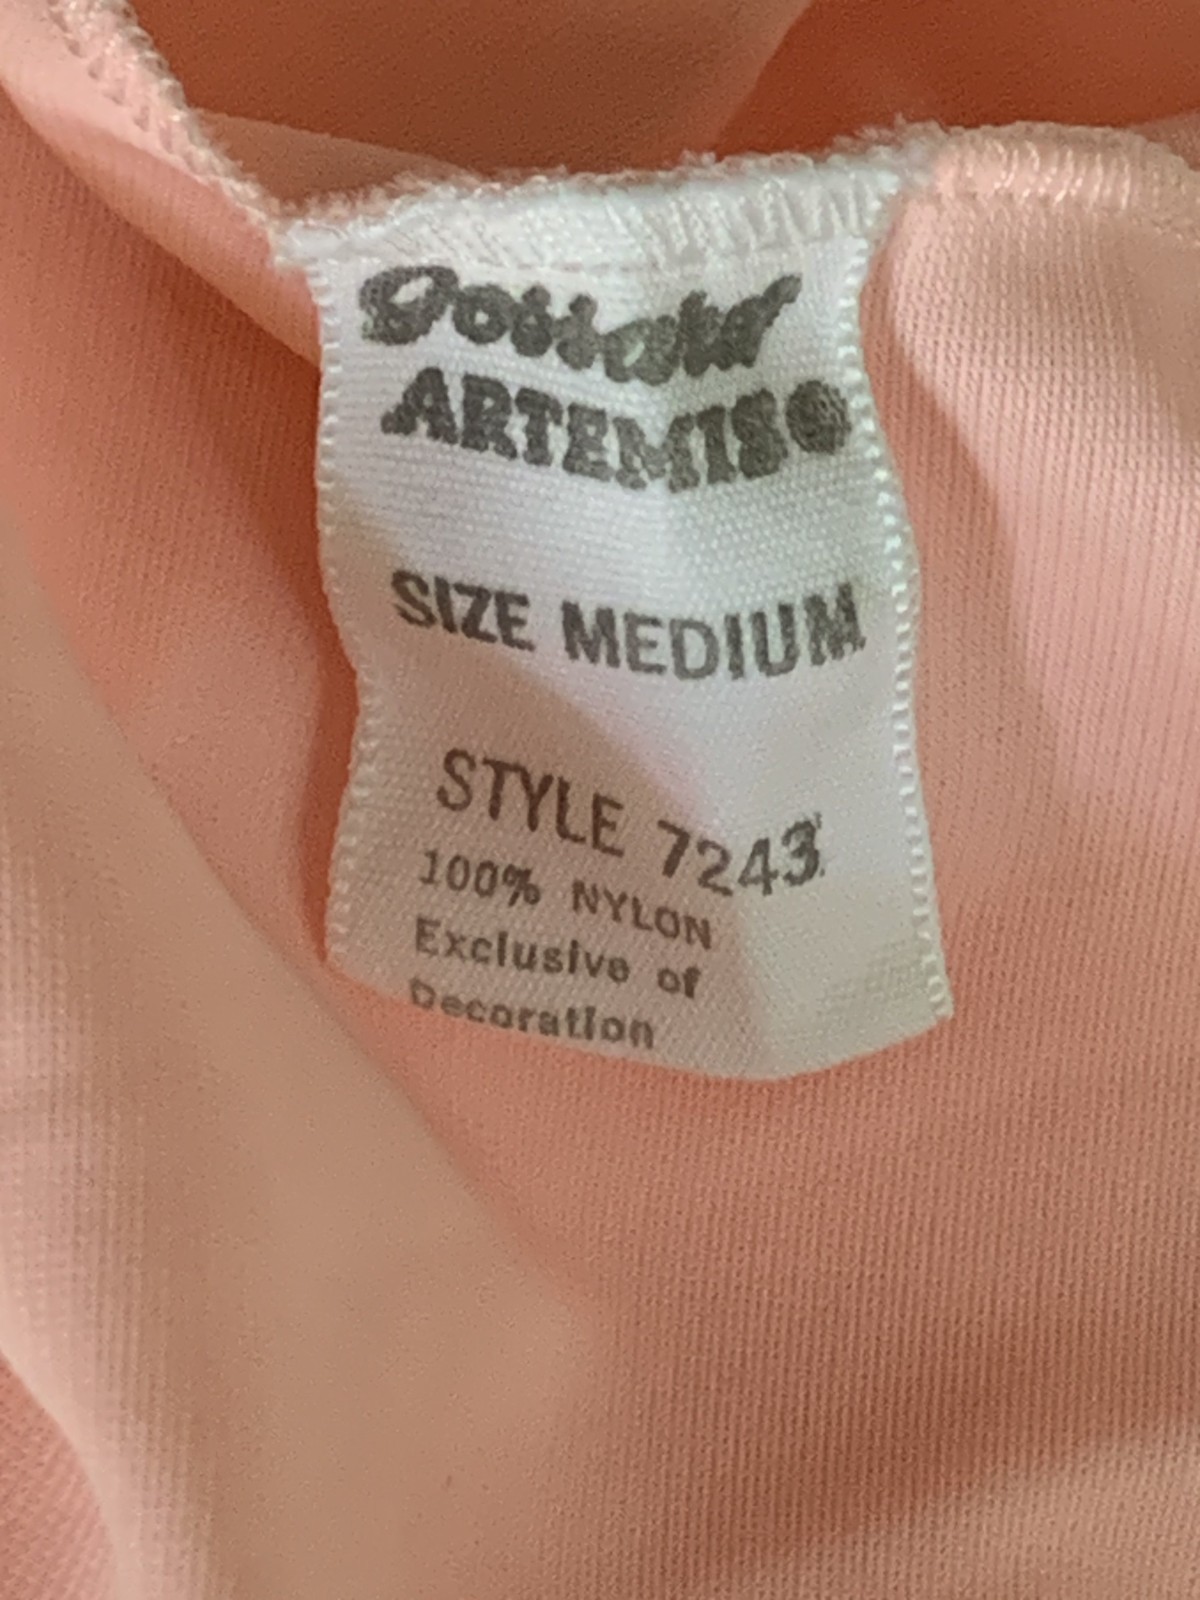 gossard
ARTEMIS®
SIZE MEDIUM
STYLE 7243
100% NYLON
Exclusive of
Decoration